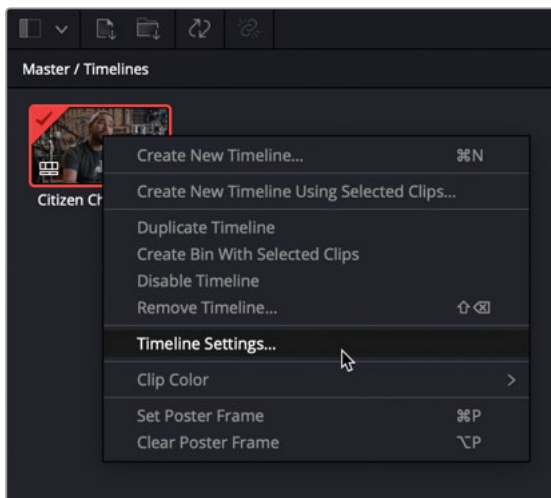 Master / Timelines
Citizen Ch
Create New Timeline... ⌘N
Create New Timeline Using Selected Clips...
Duplicate Timeline
Create Bin With Selected Clips
Disable Timeline
Remove Timeline... ⇧⌫
Timeline Settings...
Clip Color >
Set Poster Frame ⌘P
Clear Poster Frame ⌥P